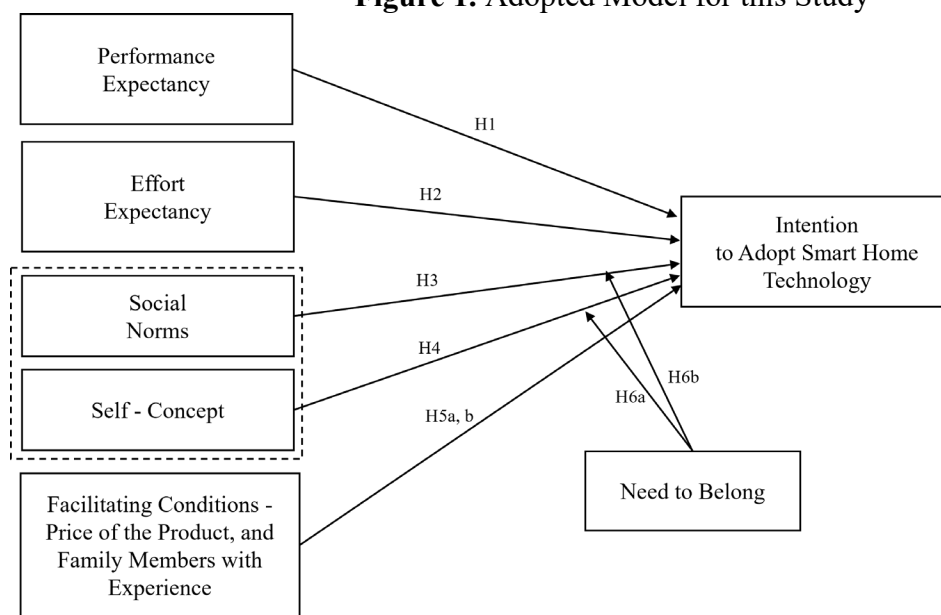 Figure 1. Adopted Model for this Study
Performance
Expectancy
H1
Effort
Expectancy
H2
Intention
to Adopt Smart Home
Technology
Social
Norms
H3
Self - Concept
H4
H5a, b
H6a
H6b
Need to Belong
Facilitating Conditions -
Price of the Product, and
Family Members with
Experience